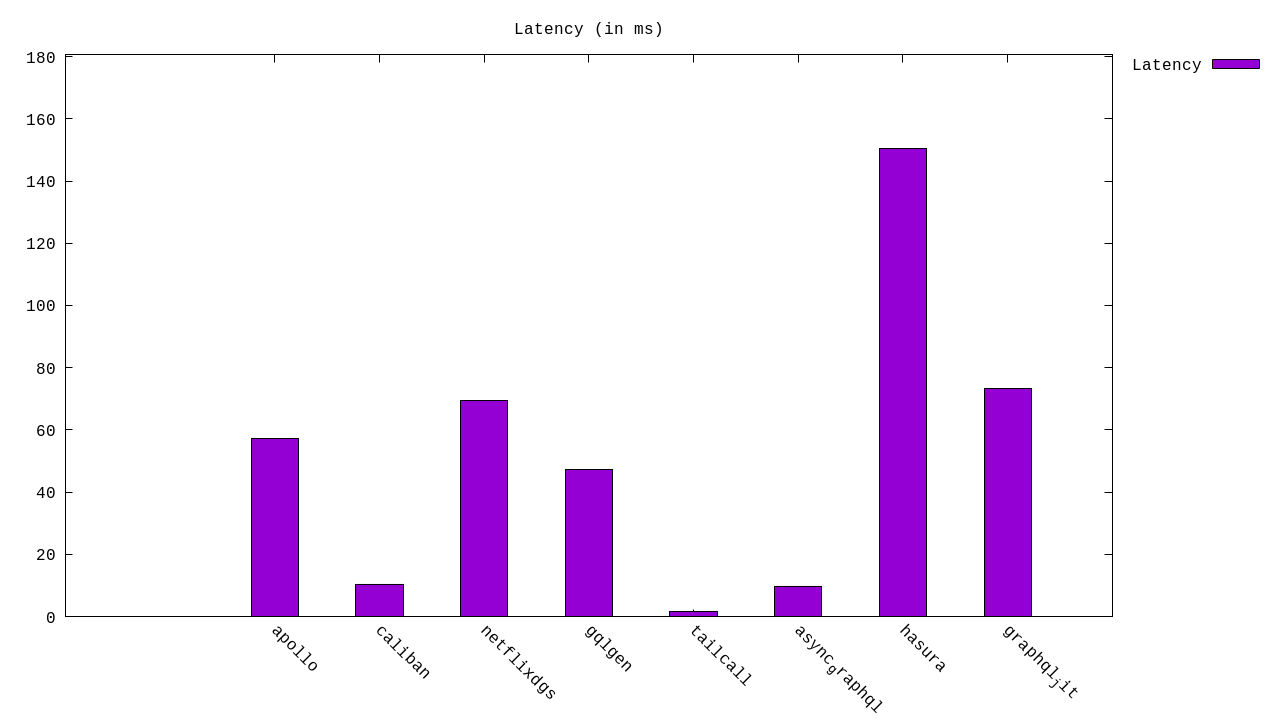 Latency (in ms)
Latency
180
160
140
120
100
80
60
40
20
0
apollo
caliban
netflixdgs
gqlgen
tailcall
async_graphql
hasura
graphql_jit